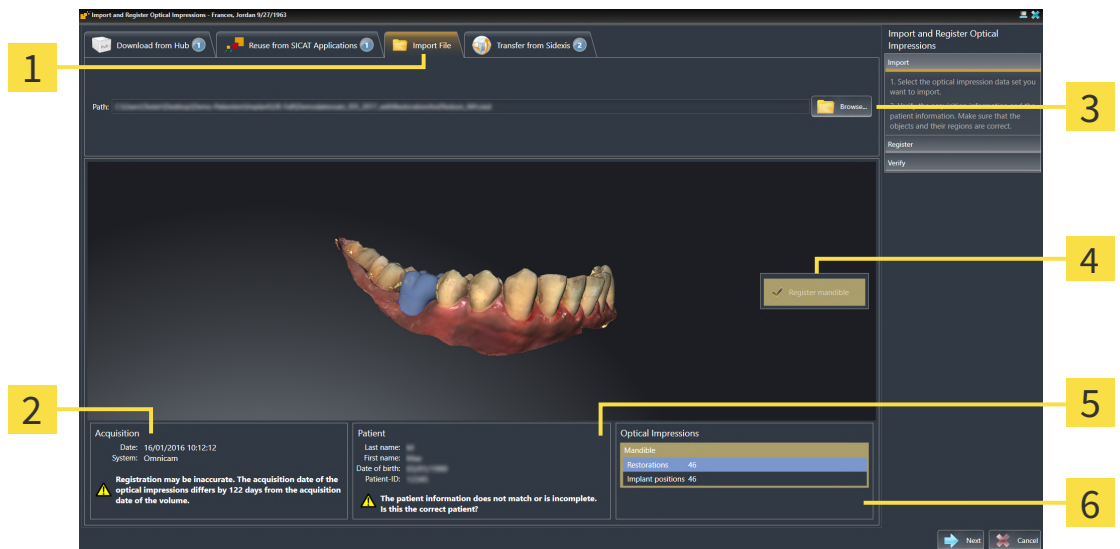 Import and Register Optical Impressions - Frances, Jordan 9/27/1963
Download from Hub 1
Reuse from SICAT Applications 1
Import File
Transfer from Sidexis 2
Path:
Browse...
Import and Register Optical
Impressions
Import
1. Select the optical impression data set you
want to import.
patient information. Make sure that the
objects and their regions are correct.
Register
Verify
Register mandible
Acquisition
Date: 16/01/2016 10:12:12
System: Omnicam
Registration may be inaccurate. The acquisition date of the
optical impressions differs by 122 days from the acquisition
date of the volume.
Patient
Last name:
First name:
Date of birth:
Patient-ID:
The patient information does not match or is incomplete.
Is this the correct patient?
Optical Impressions
Mandible
Restorations 46
Implant positions 46
Next
Cancel
1
2
3
4
5
6